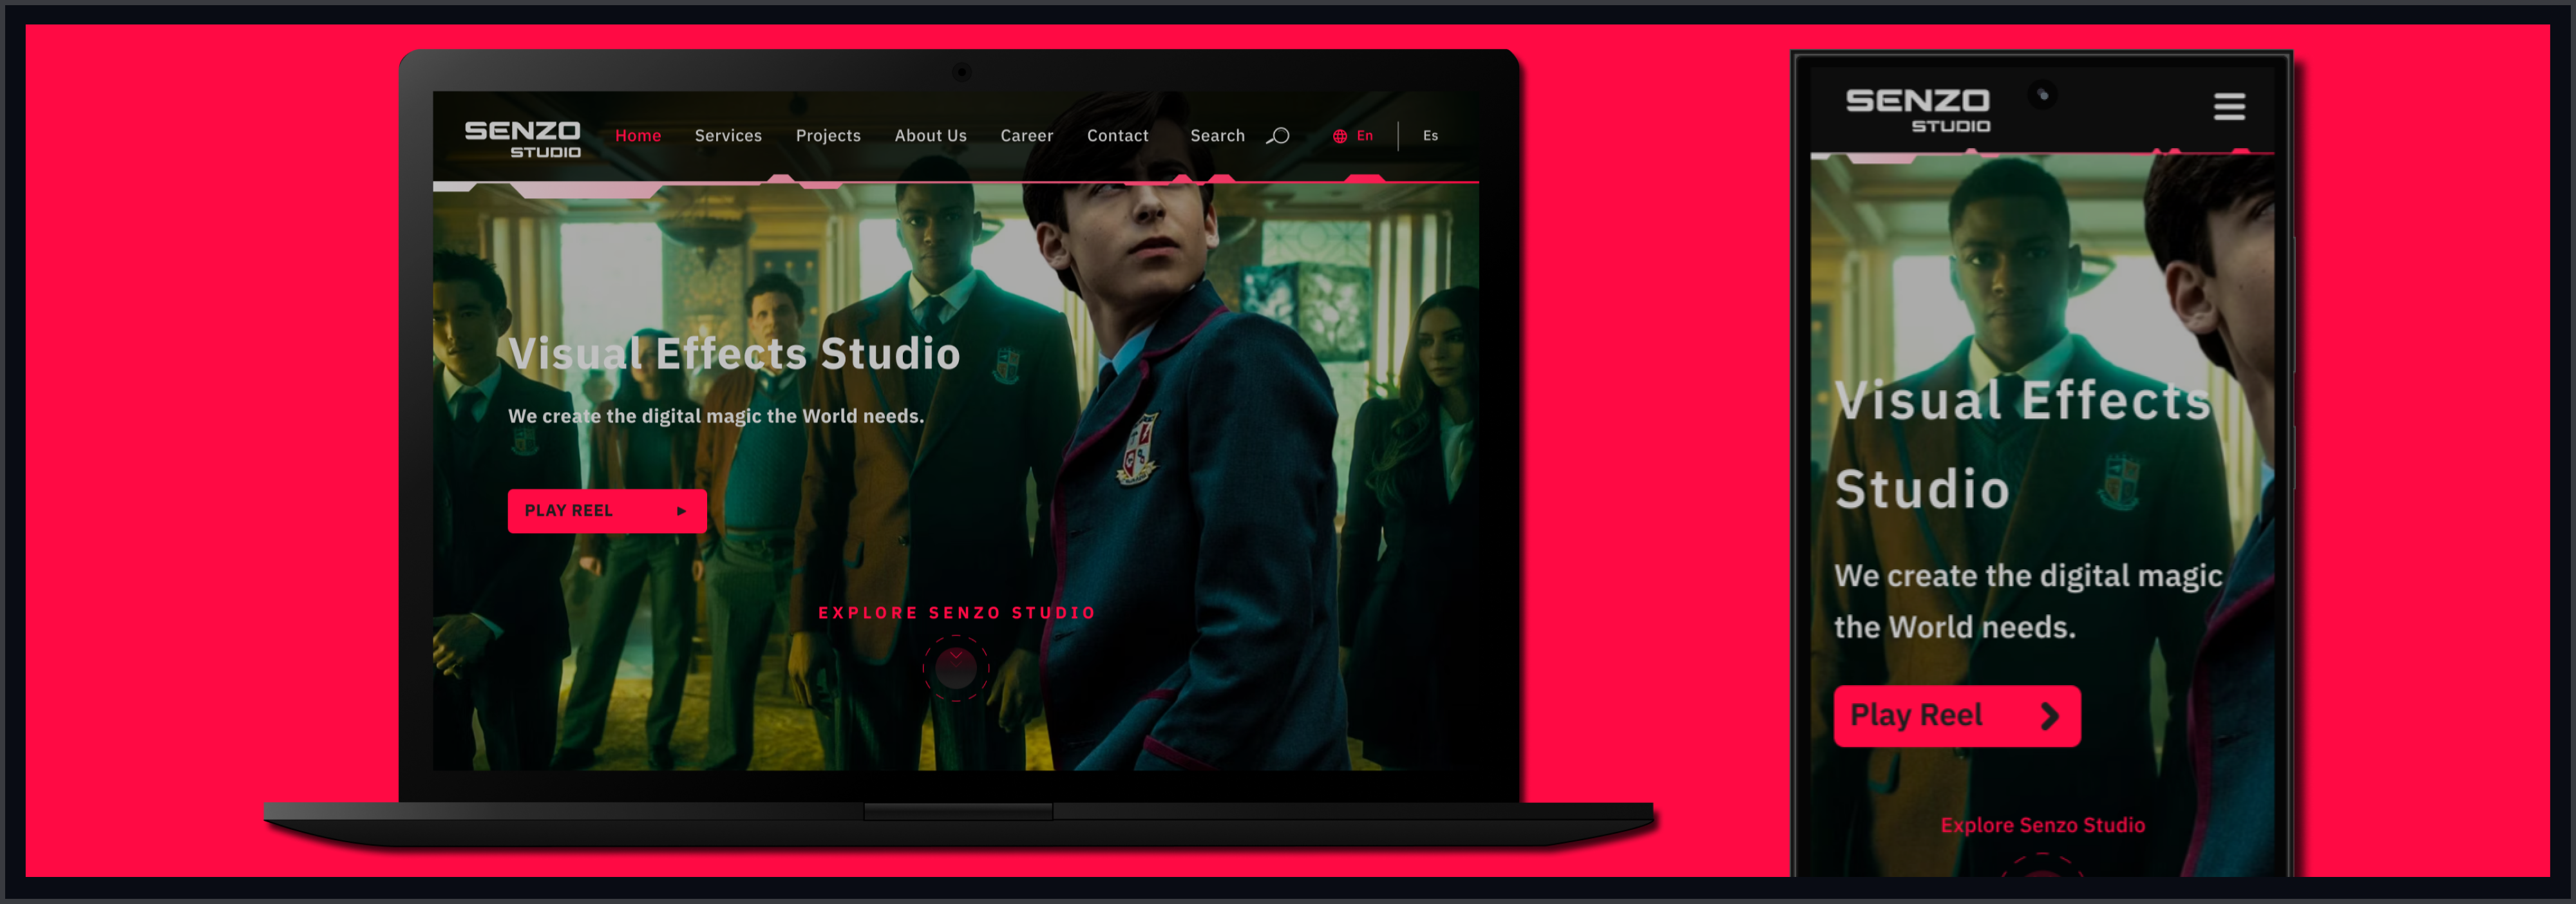 SENZO
STUDIO
Home Services Projects About Us Career Contact Search En Es
Visual Effects Studio
We create the digital magic the World needs.
PLAY REEL
EXPLORE SENZO STUDIO
SENZO
STUDIO
Visual Effects
Studio
We create the digital magic
the World needs.
Play Reel
Explore Senzo Studio